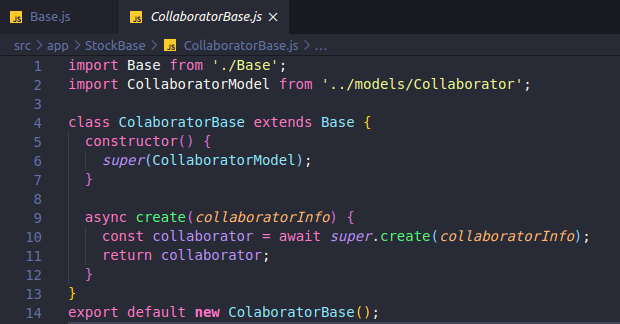 JS Base.js JS CollaboratorBase.js ×
src > app > StockBase > JS CollaboratorBase.js > ...
1 import Base from './Base';
2 import CollaboratorModel from '../models/Collaborator';
3
4 class ColaboratorBase extends Base {
5 constructor() {
6 super(CollaboratorModel);
7 }
8
9 async create(collaboratorInfo) {
10 const collaborator = await super.create(collaboratorInfo);
11 return collaborator;
12 }
13 }
14 export default new ColaboratorBase();